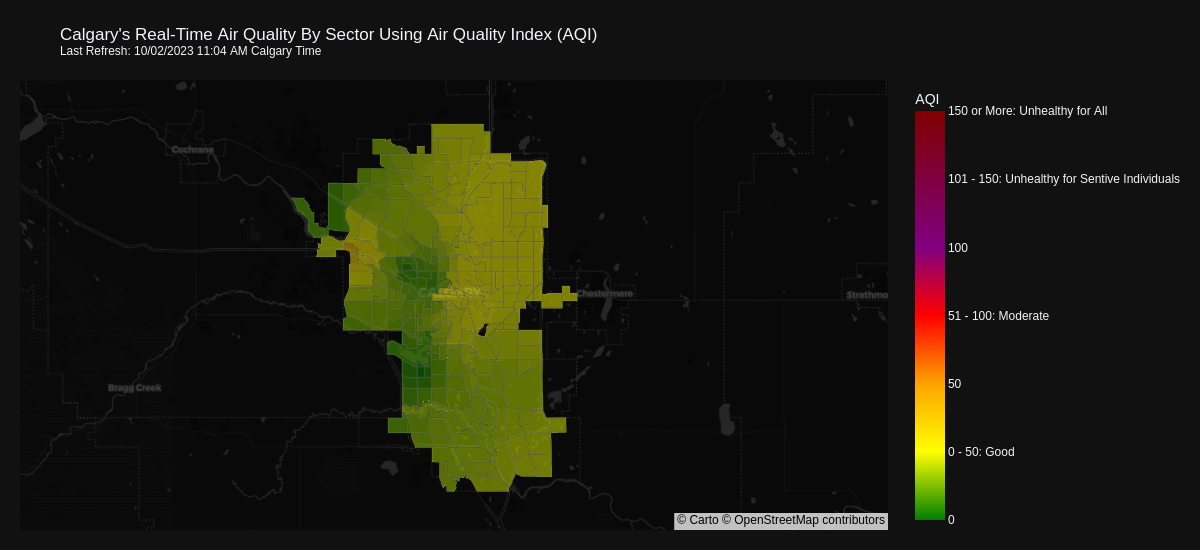 Calgary's Real-Time Air Quality By Sector Using Air Quality Index (AQI)
Last Refresh: 10/02/2023 11:04 AM Calgary Time
AQI
150 or More: Unhealthy for All
Cochrane
101 - 150: Unhealthy for Sentive Individuals
100
CALGARY
Chestermere
Strathmo
51 - 100: Moderate
50
Bragg Creek
0 - 50: Good
0
© Carto © OpenStreetMap contributors